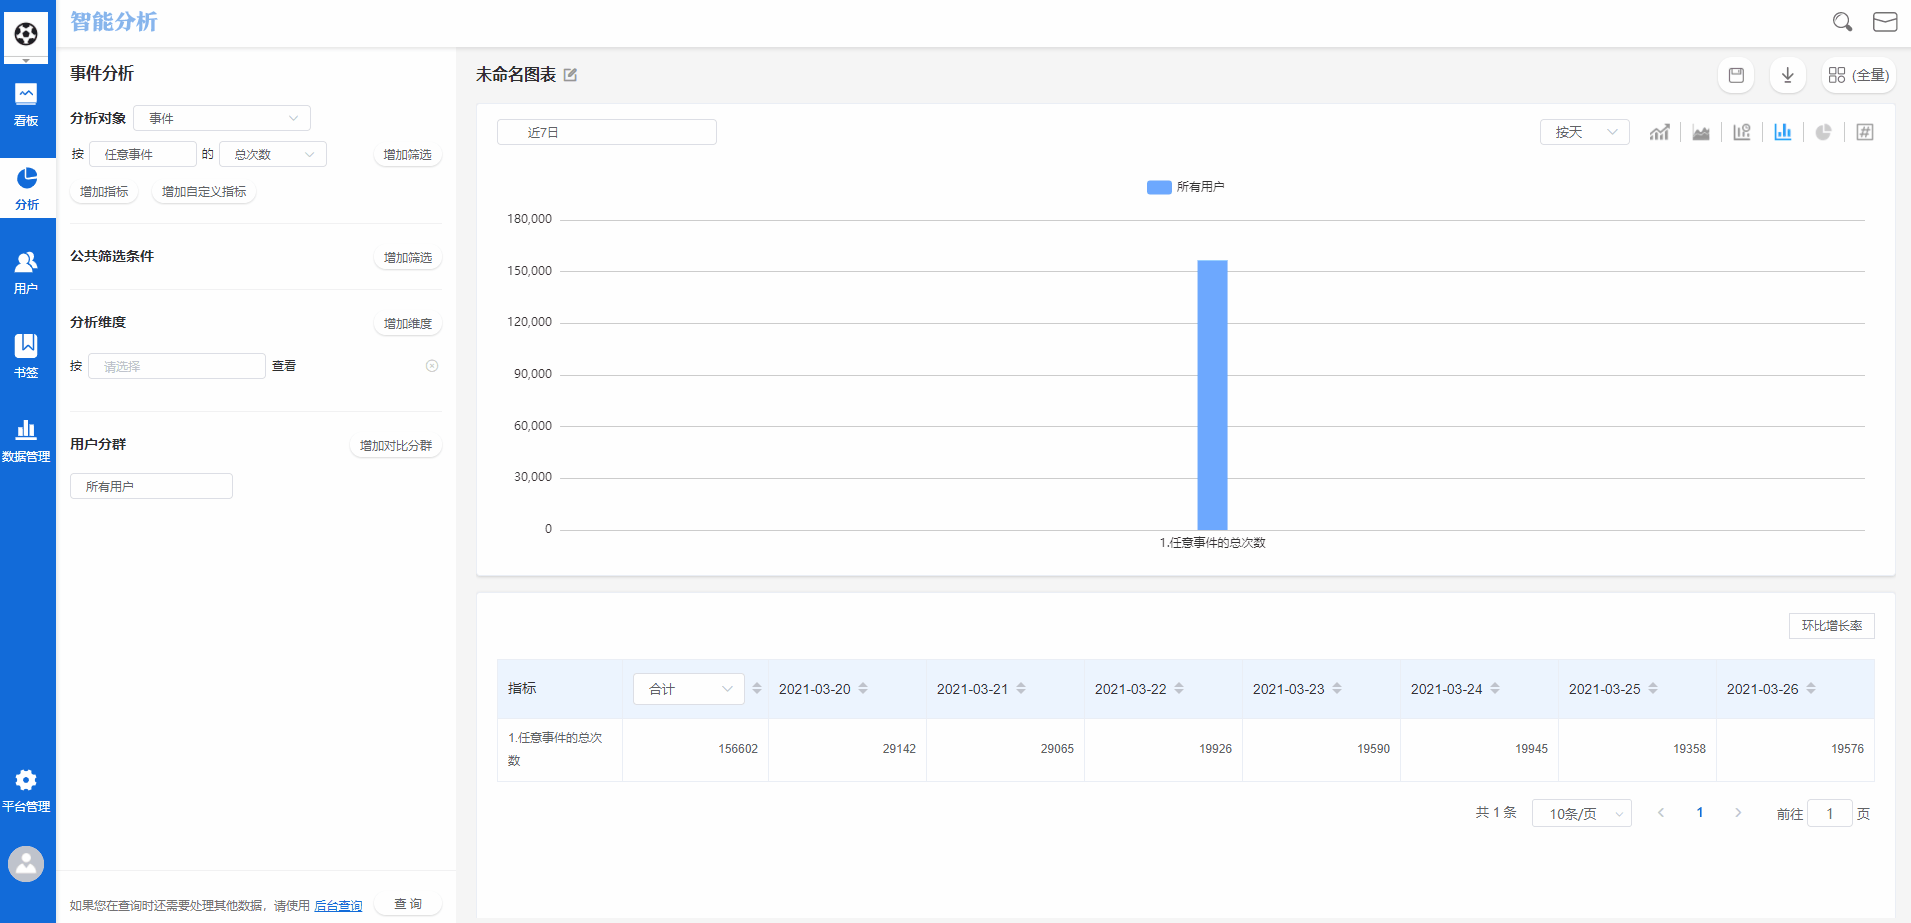 智能分析
看板
分析
用户
书签
数据管理
平台管理
事件分析
分析对象 事件
按 任意事件 的 总次数 增加筛选
增加指标 增加自定义指标
公共筛选条件 增加筛选
分析维度 增加维度
按 请选择 查看
用户分群 增加对比分群
所有用户
如果您在查询时还需要处理其他数据，请使用 后台查询 查 询
未命名图表 (全量)
近7日 按天
所有用户
180,000
150,000
120,000
90,000
60,000
30,000
0
1.任意事件的总次数
环比增长率
指标 合计 2021-03-20 2021-03-21 2021-03-22 2021-03-23 2021-03-24 2021-03-25 2021-03-26
1.任意事件的总次
数 156602 29142 29065 19926 19590 19945 19358 19576
共 1 条 10条/页 1 前往 1 页